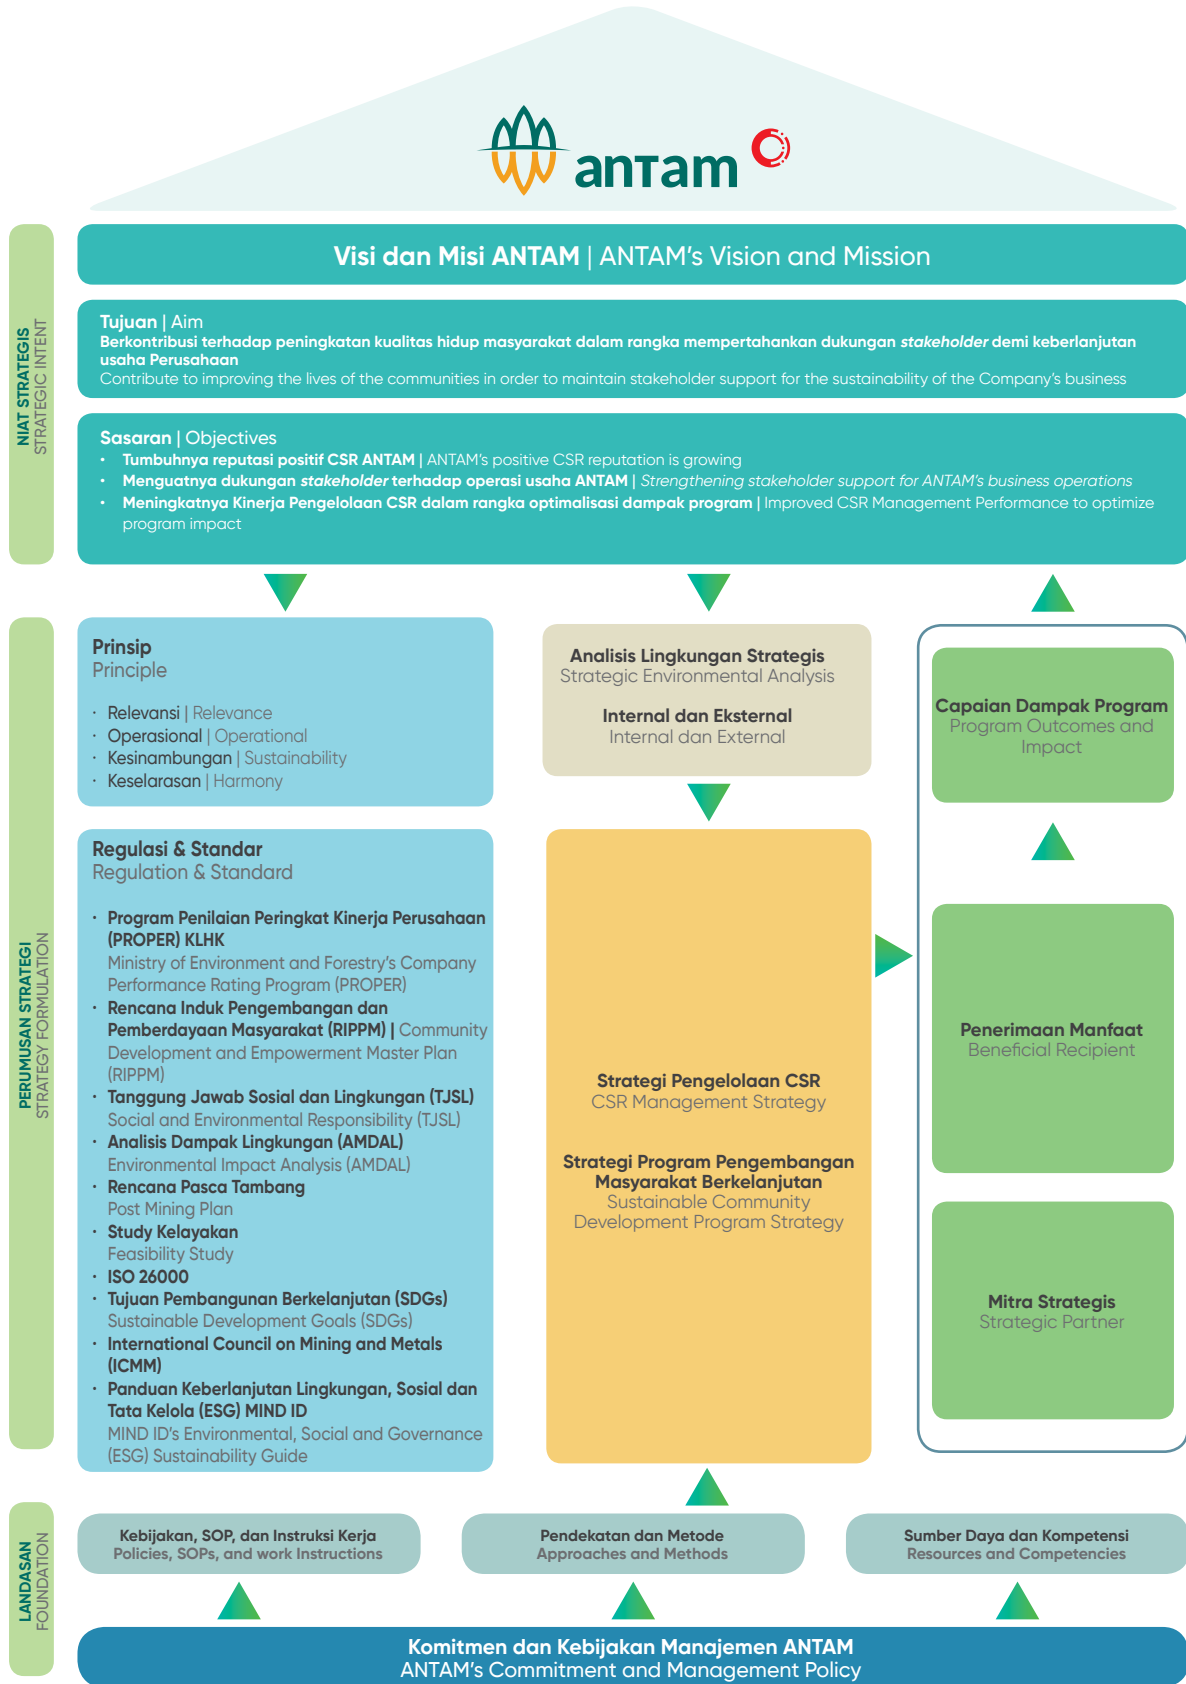 antam
Visi dan Misi ANTAM | ANTAM's Vision and Mission
NIAT STRATEGIS
STRATEGIC INTENT
Tujuan | Aim
Berkontribusi terhadap peningkatan kualitas hidup masyarakat dalam rangka mempertahankan dukungan stakeholder demi keberlanjutan
usaha Perusahaan
Contribute to improving the lives of the communities in order to maintain stakeholder support for the sustainability of the Company's business
Sasaran | Objectives
• Tumbuhnya reputasi positif CSR ANTAM | ANTAM's positive CSR reputation is growing
• Menguatnya dukungan stakeholder terhadap operasi usaha ANTAM | Strengthening stakeholder support for ANTAM's business operations
• Meningkatnya Kinerja Pengelolaan CSR dalam rangka optimalisasi dampak program | Improved CSR Management Performance to optimize
program impact
PERUMUSAN STRATEGI
STRATEGY FORMULATION
Prinsip
Principle
· Relevansi | Relevance
· Operasional | Operational
· Kesinambungan | Sustainability
· Keselarasan | Harmony
Regulasi & Standar
Regulation & Standard
· Program Penilaian Peringkat Kinerja Perusahaan
(PROPER) KLHK
Ministry of Environment and Forestry's Company
Performance Rating Program (PROPER)
· Rencana Induk Pengembangan dan
Pemberdayaan Masyarakat (RIPPM) | Community
Development and Empowerment Master Plan
(RIPPM)
· Tanggung Jawab Sosial dan Lingkungan (TJSL)
Social and Environmental Responsibility (TJSL)
· Analisis Dampak Lingkungan (AMDAL)
Environmental Impact Analysis (AMDAL)
· Rencana Pasca Tambang
Post Mining Plan
· Study Kelayakan
Feasibility Study
· ISO 26000
· Tujuan Pembangunan Berkelanjutan (SDGs)
Sustainable Development Goals (SDGs)
· International Council on Mining and Metals
(ICMM)
· Panduan Keberlanjutan Lingkungan, Sosial dan
Tata Kelola (ESG) MIND ID
MIND ID's Environmental, Social and Governance
(ESG) Sustainability Guide
Analisis Lingkungan Strategis
Strategic Environmental Analysis
Internal dan Eksternal
Internal dan External
Strategi Pengelolaan CSR
CSR Management Strategy
Strategi Program Pengembangan
Masyarakat Berkelanjutan
Sustainable Community
Development Program Strategy
Capaian Dampak Program
Program Outcomes and
Impact
Penerimaan Manfaat
Beneficial Recipient
Mitra Strategis
Strategic Partner
LANDASAN
FOUNDATION
Kebijakan, SOP, dan Instruksi Kerja
Policies, SOPs, and work Instructions
Pendekatan dan Metode
Approaches and Methods
Sumber Daya dan Kompetensi
Resources and Competencies
Komitmen dan Kebijakan Manajemen ANTAM
ANTAM's Commitment and Management Policy